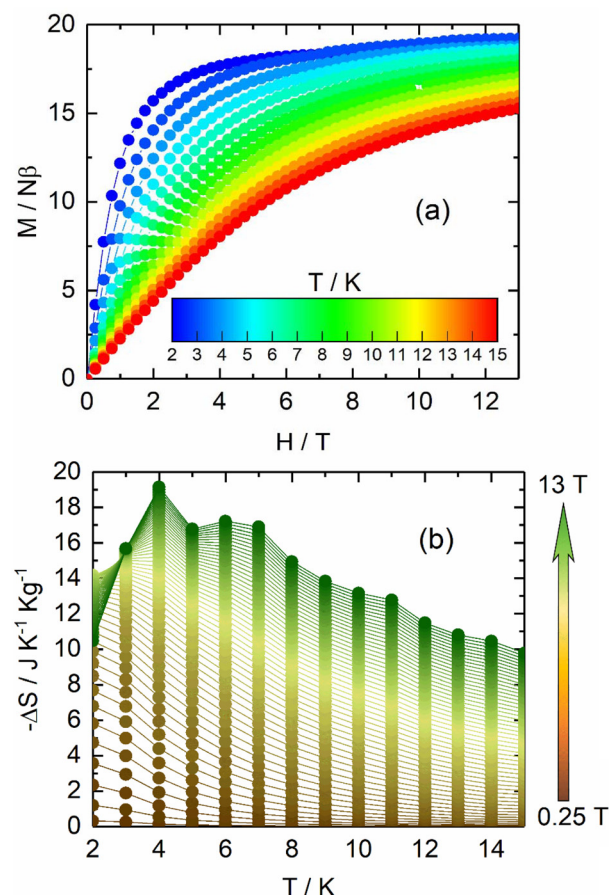 20
15
10
5
0
M / Nβ
(a)
T / K
2 3 4 5 6 7 8 9 10 11 12 13 15
0 2 4 6 8 10 12
H / T
20
18
16
14
12
10
8
6
4
2
0
-ΔS / J K⁻¹ Kg⁻¹
(b)
13 T
0.25 T
2 4 6 8 10 12 14
T / K